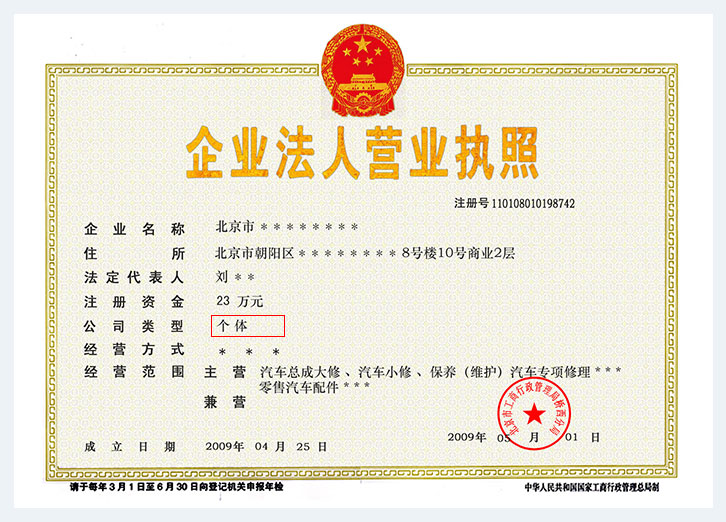 企业法人营业执照
注册号 110108010198742
企业名称 北京市********
住所 北京市朝阳区********8号楼10号商业2层
法定代表人 刘**
注册资金 23 万元
公司类型 个体
经营方式 ***
经营范围 主营 汽车总成大修、汽车小修、保养(维护)汽车专项修理***
零售汽车配件***
兼营
北京市工商行政管理局桥西分局
2009年 05 月 01 日
成立日期 2009年 04 月 25 日
请于每年3月1日至6月30日向登记机关申报年检
中华人民共和国国家工商行政管理总局制